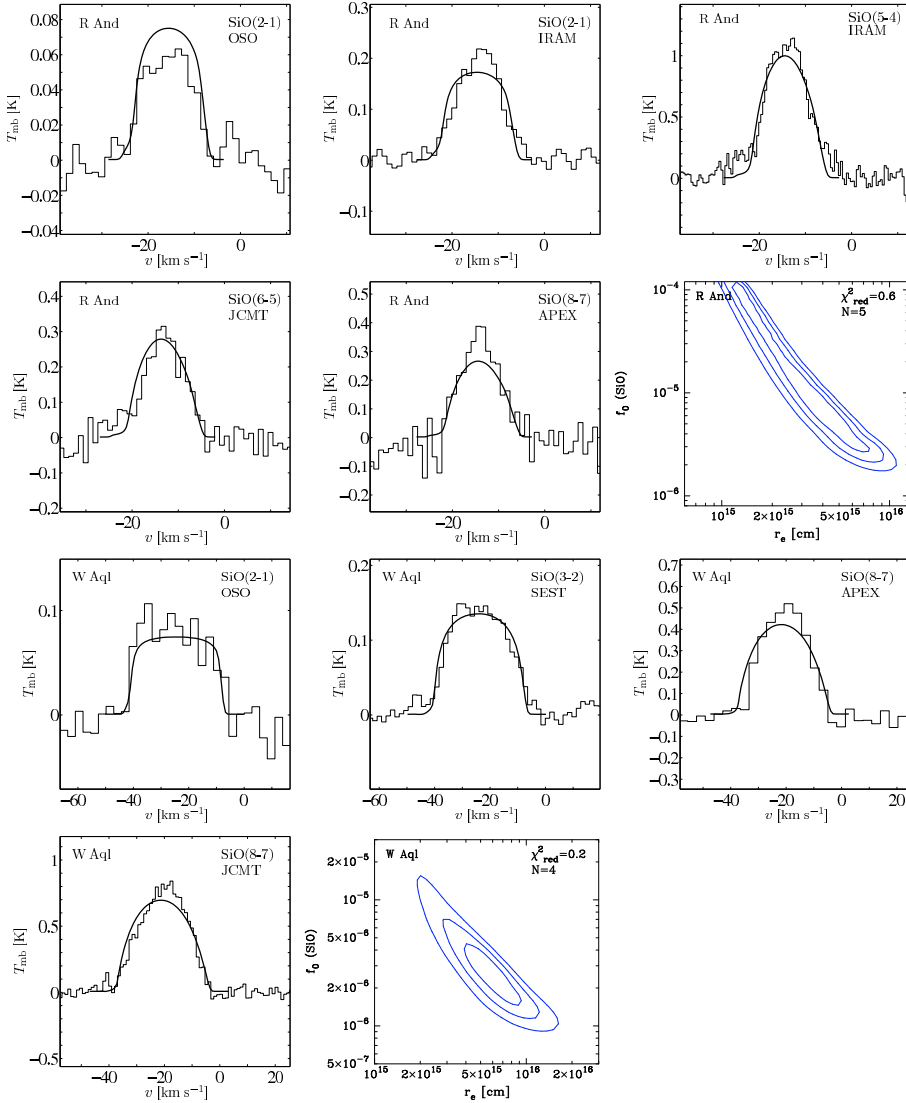 R And
SiO(2-1)
OSO
T_mb [K]
0.08
0.06
0.04
0.02
0
−0.02
−0.04
−20
0
v [km s⁻¹]
R And
SiO(2-1)
IRAM
T_mb [K]
0.3
0.2
0.1
0
−0.1
−20
0
v [km s⁻¹]
R And
SiO(5-4)
IRAM
T_mb [K]
1
0.5
0
−20
0
v [km s⁻¹]
R And
SiO(6-5)
JCMT
T_mb [K]
0.4
0.3
0.2
0.1
0
−0.1
−0.2
−20
0
v [km s⁻¹]
R And
SiO(8-7)
APEX
T_mb [K]
0.5
0.4
0.3
0.2
0.1
0
−0.1
−0.2
−20
0
v [km s⁻¹]
R And
χ²_red=0.6
N=5
f_0 (SiO)
10⁻⁴
10⁻⁵
10⁻⁶
10¹⁵
2×10¹⁵
5×10¹⁵
10¹⁶
r_e [cm]
W Aql
SiO(2-1)
OSO
T_mb [K]
0.1
0
−60
−40
−20
0
v [km s⁻¹]
W Aql
SiO(3-2)
SEST
T_mb [K]
0.1
0
−60
−40
−20
0
v [km s⁻¹]
W Aql
SiO(8-7)
APEX
T_mb [K]
0.7
0.6
0.5
0.4
0.3
0.2
0.1
0
−0.1
−0.2
−0.3
−40
−20
0
20
v [km s⁻¹]
W Aql
SiO(8-7)
JCMT
T_mb [K]
1
0.5
0
−0.5
−40
−20
0
20
v [km s⁻¹]
W Aql
χ²_red=0.2
N=4
f_0 (SiO)
2×10⁻⁵
10⁻⁵
5×10⁻⁶
2×10⁻⁶
10⁻⁶
5×10⁻⁷
10¹⁵
2×10¹⁵
5×10¹⁵
10¹⁶
2×10¹⁶
r_e [cm]